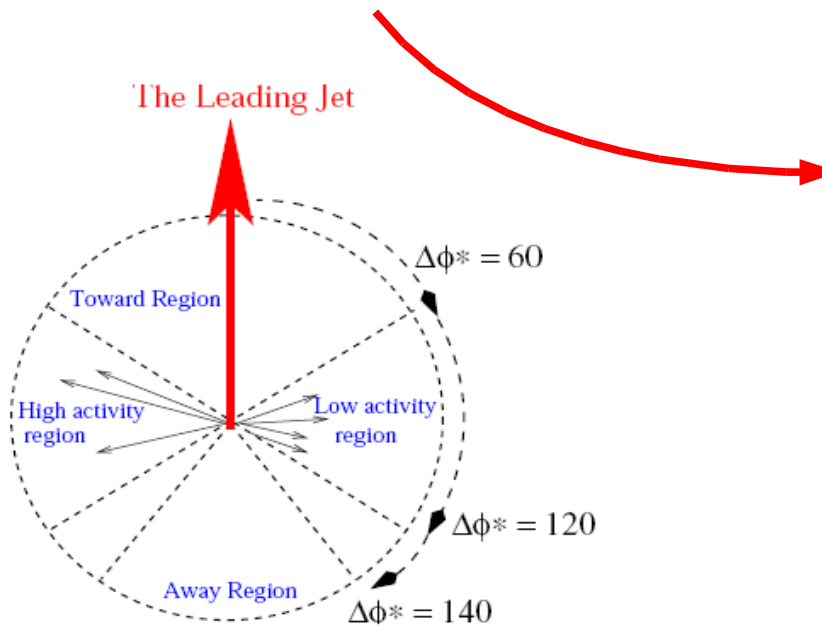 The Leading Jet
Δϕ* = 60
Toward Region
High activity
region
Low activity
region
Δϕ* = 120
Away Region
Δϕ* = 140